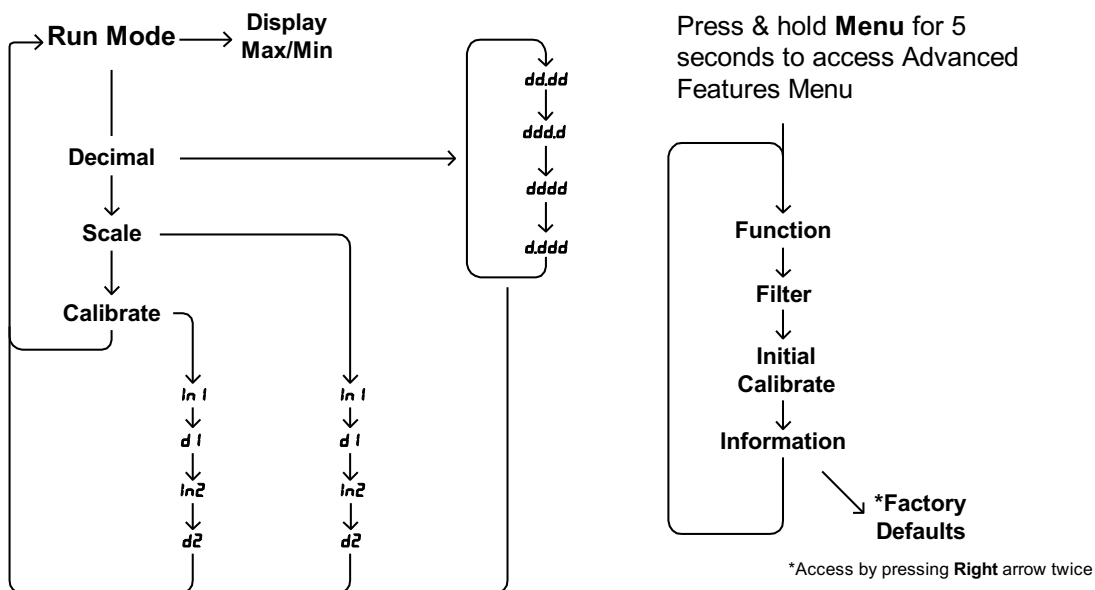 Run Mode
Display
Max/Min
Decimal
Scale
Calibrate
dd.dd
ddd.d
dddd
d.ddd
In 1
d 1
In2
d2
In 1
d 1
In2
d2
Press & hold Menu for 5
seconds to access Advanced
Features Menu
Function
Filter
Initial
Calibrate
Information
*Factory
Defaults
*Access by pressing Right arrow twice